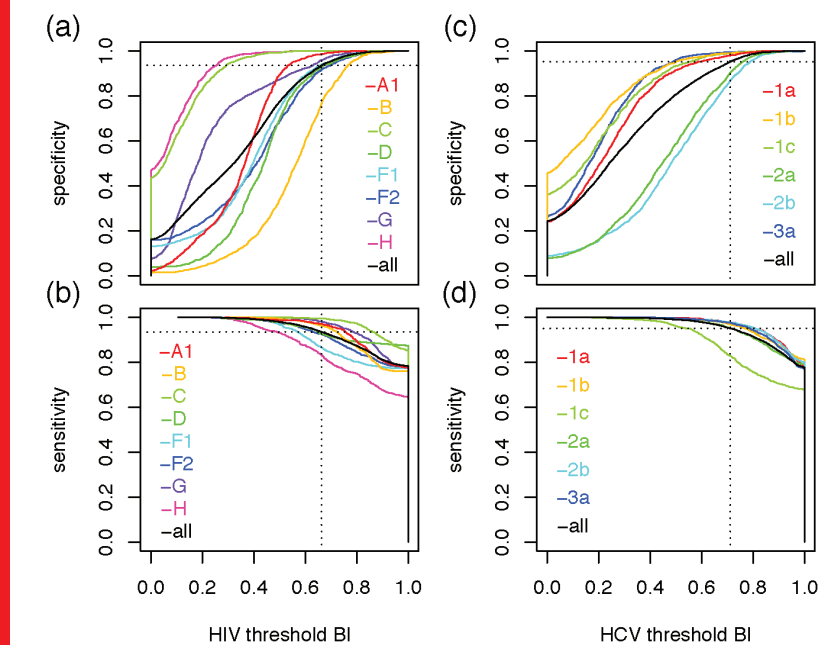 (a)
specificity
0.0 0.2 0.4 0.6 0.8 1.0
–A1
–B
–C
–D
–F1
–F2
–G
–H
–all
(c)
specificity
0.0 0.2 0.4 0.6 0.8 1.0
–1a
–1b
–1c
–2a
–2b
–3a
–all
(b)
sensitivity
0.0 0.2 0.4 0.6 0.8 1.0
–A1
–B
–C
–D
–F1
–F2
–G
–H
–all
0.0 0.2 0.4 0.6 0.8 1.0
HIV threshold BI
(d)
sensitivity
0.0 0.2 0.4 0.6 0.8 1.0
–1a
–1b
–1c
–2a
–2b
–3a
–all
0.0 0.2 0.4 0.6 0.8 1.0
HCV threshold BI